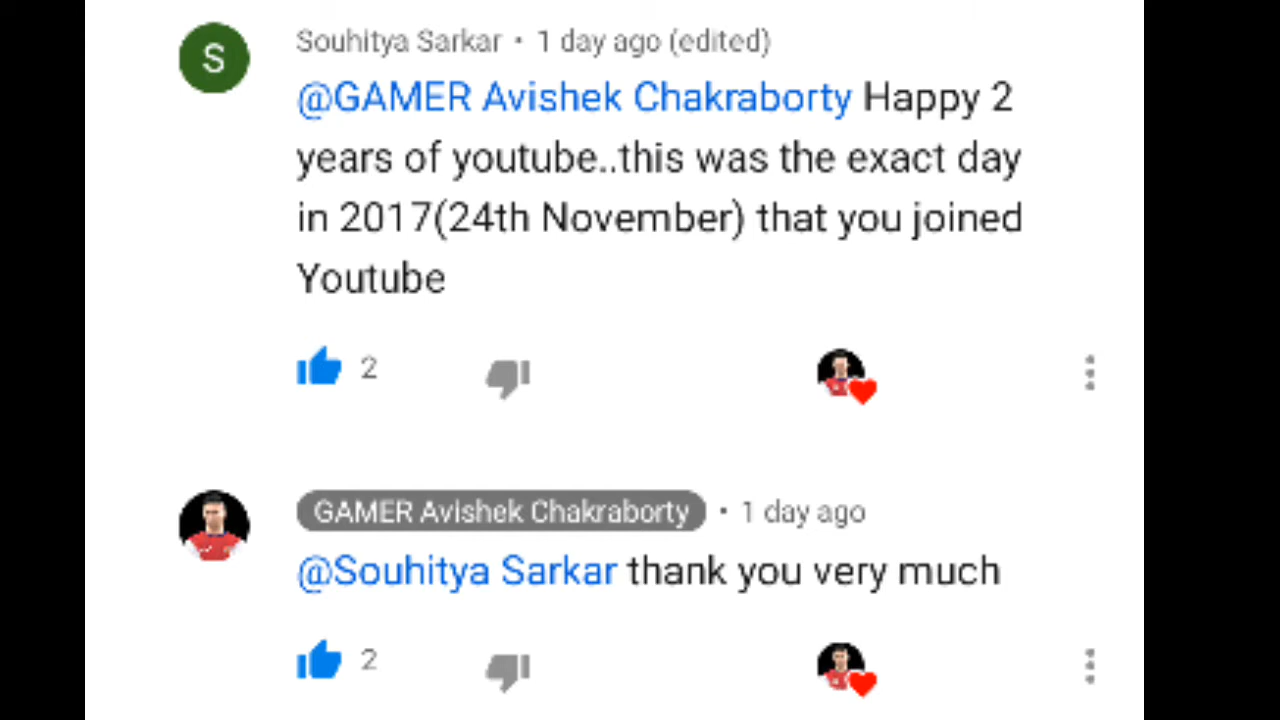 S
Souhitya Sarkar • 1 day ago (edited)
@GAMER Avishek Chakraborty Happy 2
years of youtube..this was the exact day
in 2017(24th November) that you joined
Youtube
2
GAMER Avishek Chakraborty • 1 day ago
@Souhitya Sarkar thank you very much
2